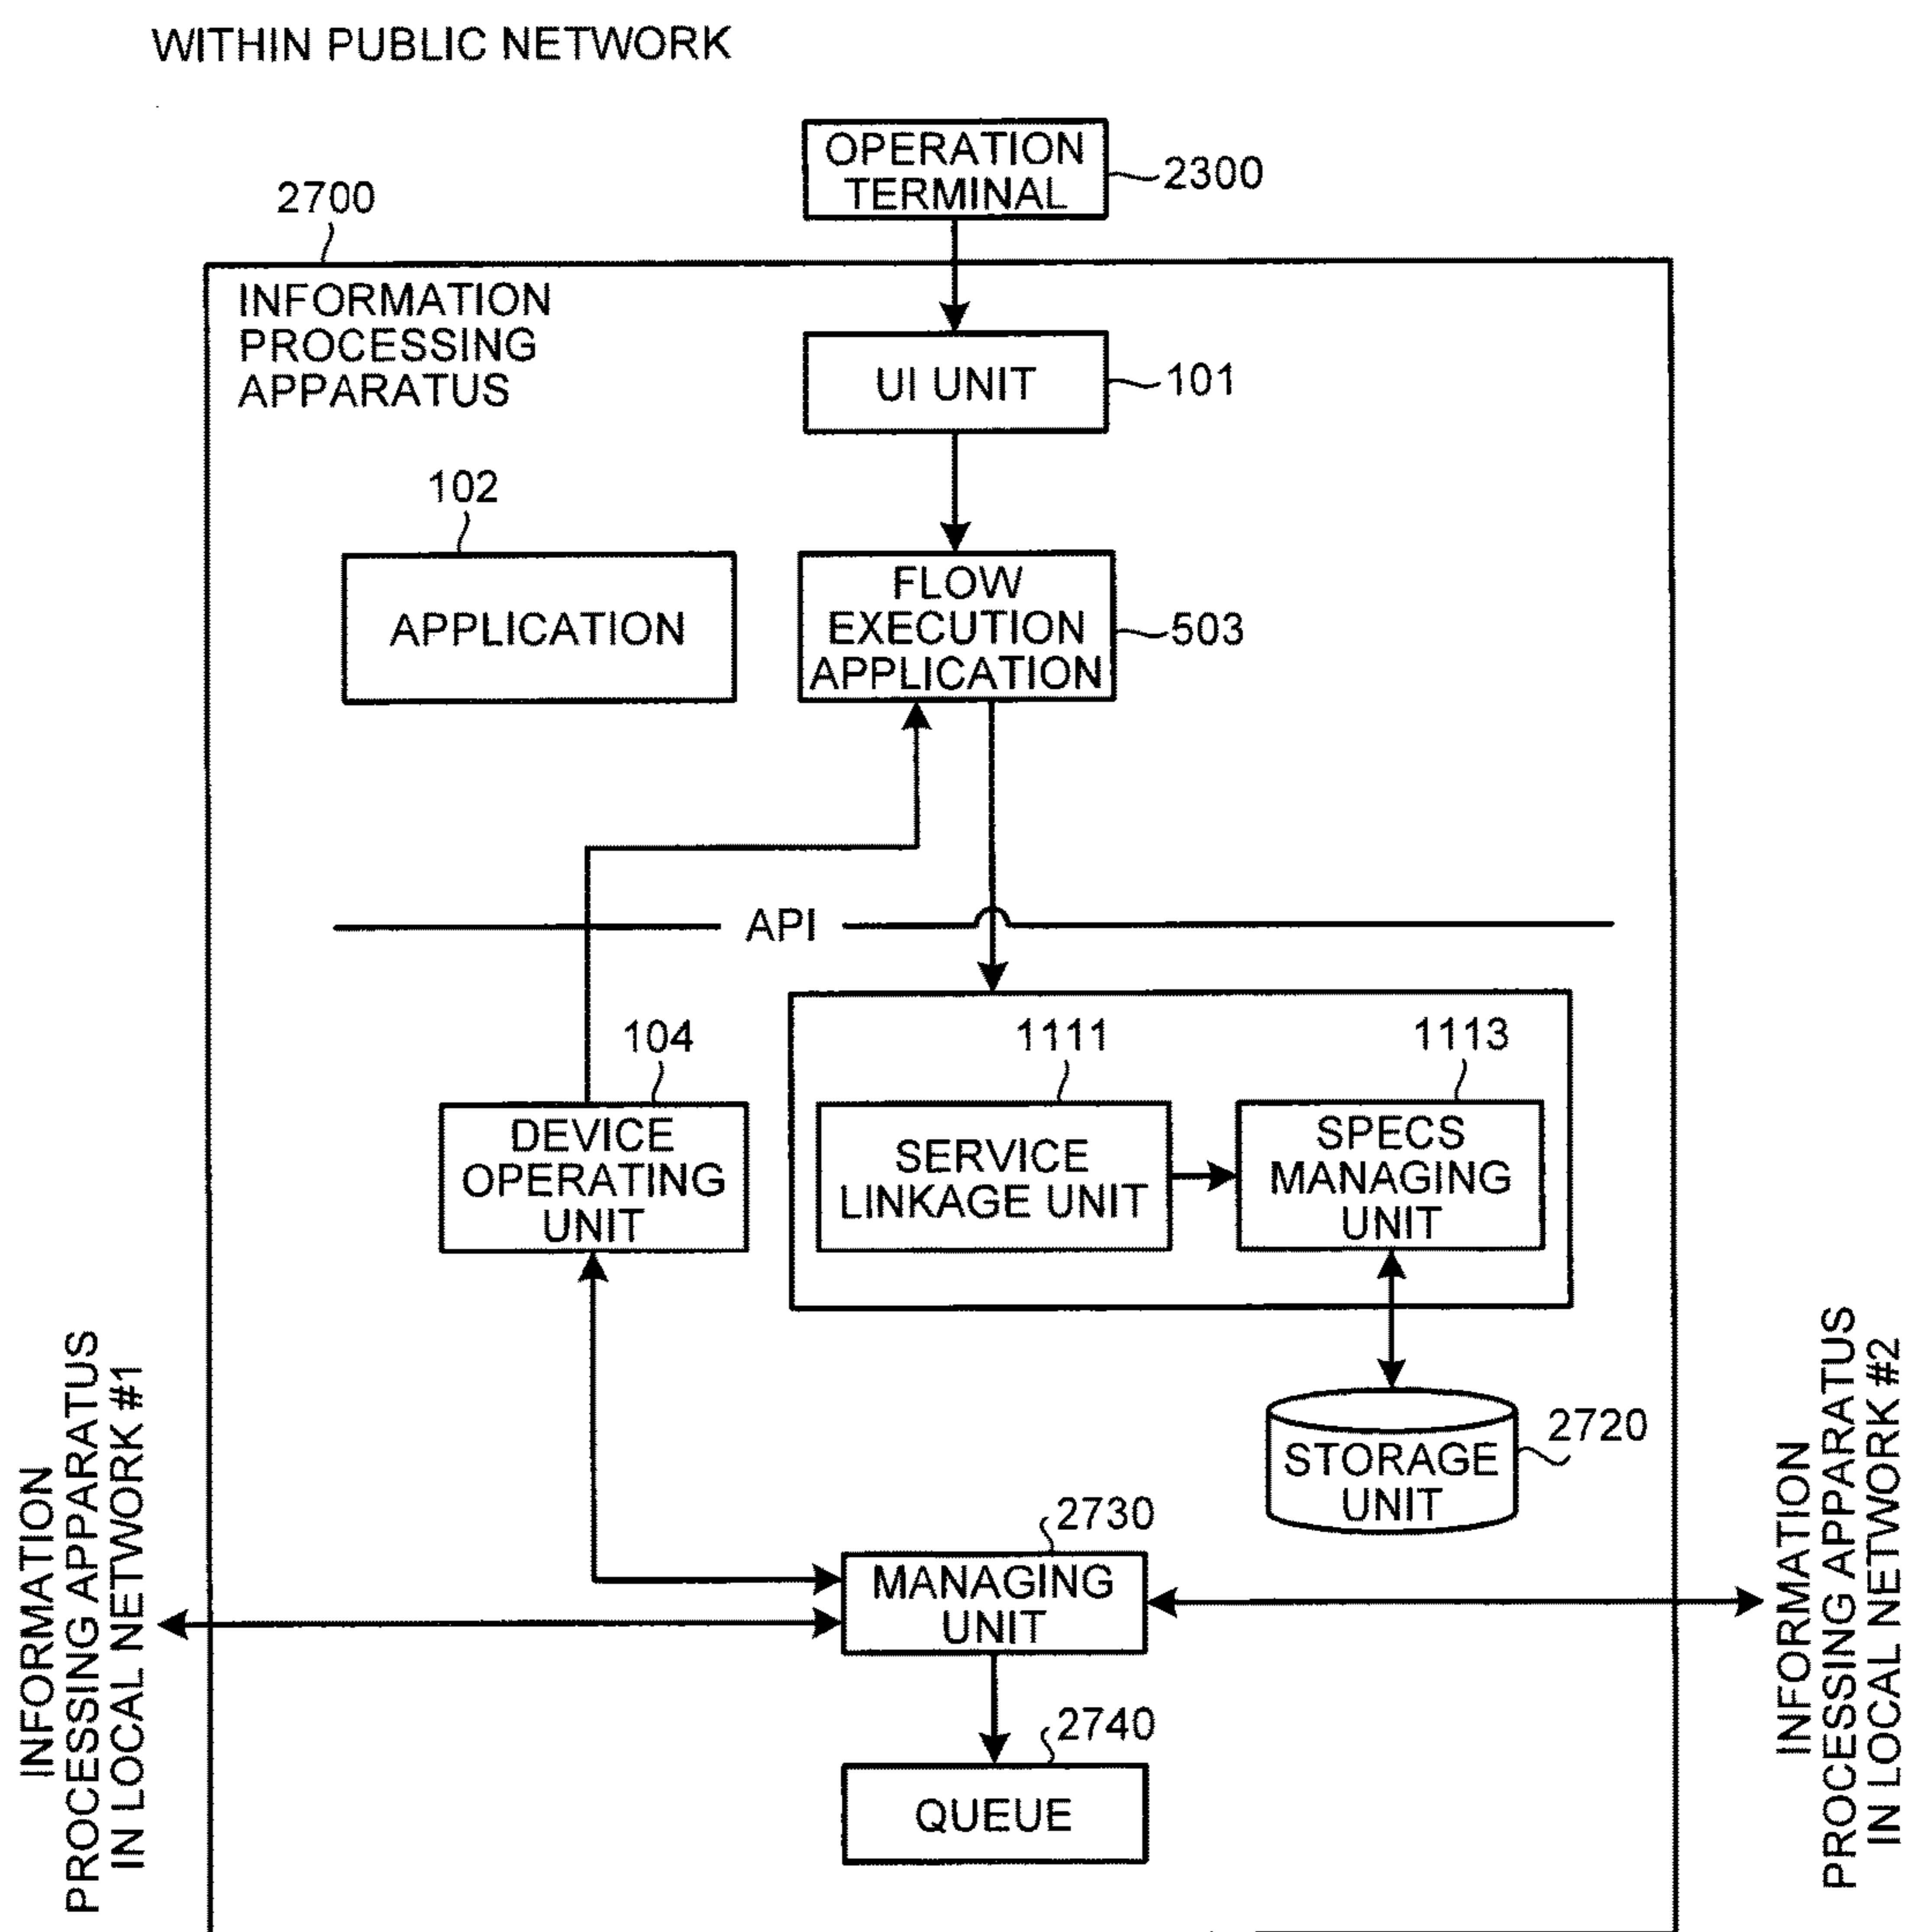 WITHIN PUBLIC NETWORK
OPERATION
TERMINAL
2300
2700
INFORMATION
PROCESSING
APPARATUS
UI UNIT
101
102
APPLICATION
FLOW
EXECUTION
APPLICATION
503
API
104
DEVICE
OPERATING
UNIT
1111
SERVICE
LINKAGE UNIT
1113
SPECS
MANAGING
UNIT
STORAGE
UNIT
2720
2730
MANAGING
UNIT
2740
QUEUE
INFORMATION
PROCESSING APPARATUS
IN LOCAL NETWORK #1
INFORMATION
PROCESSING APPARATUS
IN LOCAL NETWORK #2